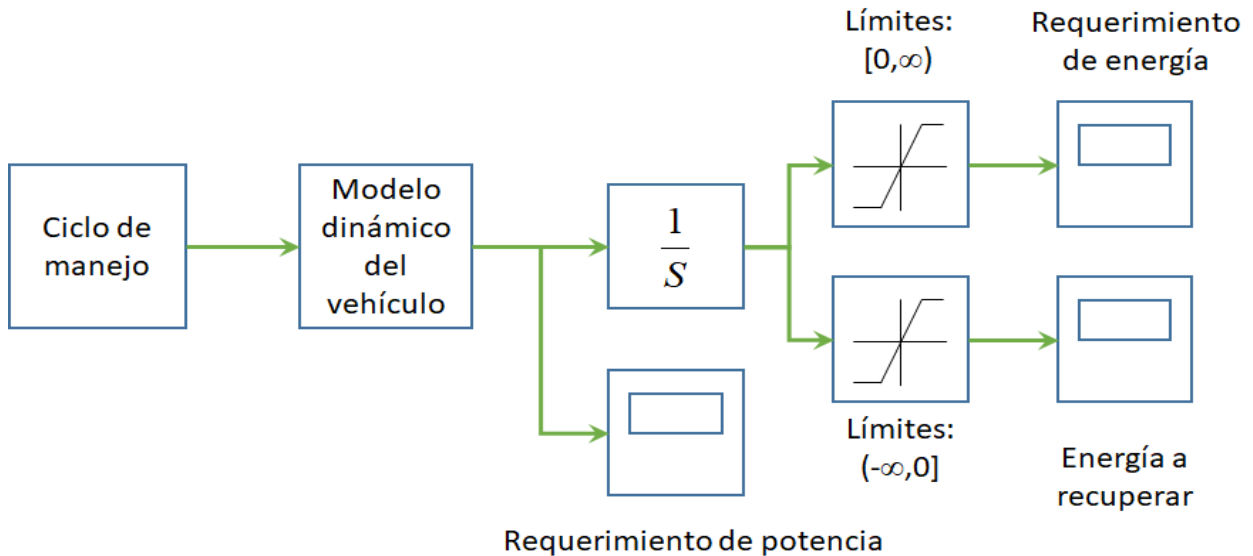 Límites:
[0,∞)
Requerimiento
de energía
Ciclo de
manejo
Modelo
dinámico
del
vehículo
1
S
Límites:
(-∞,0]
Energía a
recuperar
Requerimiento de potencia